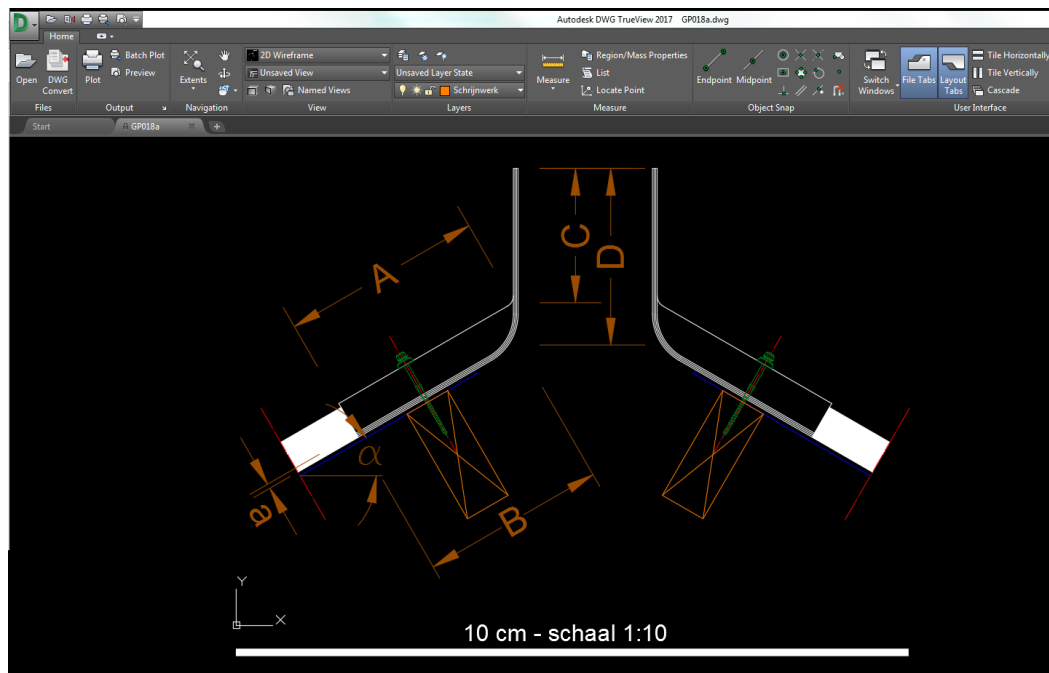 Autodesk DWG TrueView 2017 GP018a.dwg
D
Home
Open
DWG Convert
Files
Plot
Batch Plot
Preview
Output
Extents
Navigation
2D Wireframe
Unsaved View
Named Views
View
Unsaved Layer State
Schrijnwerk
Layers
Measure
Region/Mass Properties
List
Locate Point
Measure
Endpoint Midpoint
Object Snap
Switch Windows
File Tabs
Layout Tabs
Tile Horizontally
Tile Vertically
Cascade
User Interface
Start
GP018a
A
C
D
α
a
B
Y
X
10 cm - schaal 1:10